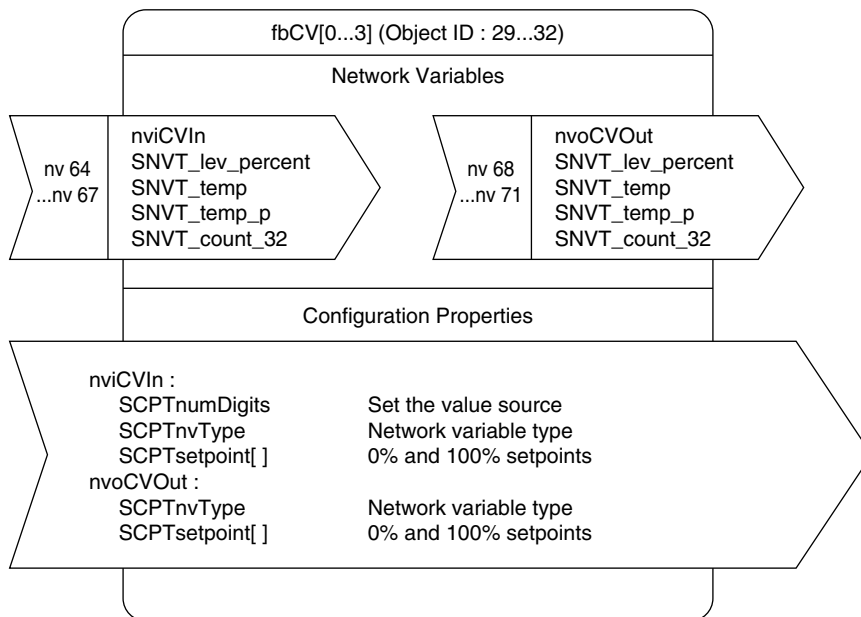 fbCV[0...3] (Object ID : 29...32)
Network Variables
nv 64
...nv 67
nviCVIn
SNVT_lev_percent
SNVT_temp
SNVT_temp_p
SNVT_count_32
nv 68
...nv 71
nvoCVOut
SNVT_lev_percent
SNVT_temp
SNVT_temp_p
SNVT_count_32
Configuration Properties
nviCVIn :
SCPTnumDigits Set the value source
SCPTnvType Network variable type
SCPTsetpoint[ ] 0% and 100% setpoints
nvoCVOut :
SCPTnvType Network variable type
SCPTsetpoint[ ] 0% and 100% setpoints